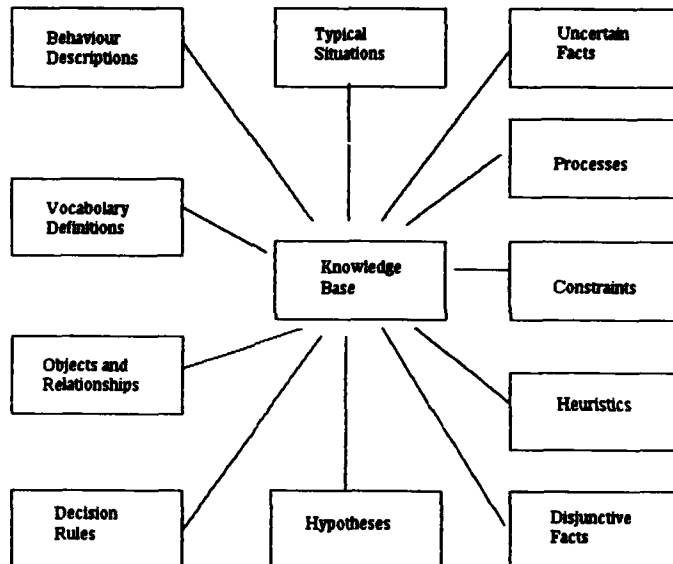 Behaviour
Descriptions
Typical
Situations
Uncertain
Facts
Processes
Vocabolary
Definitions
Knowledge
Base
Constraints
Objects and
Relationships
Heuristics
Decision
Rules
Hypotheses
Disjunctive
Facts